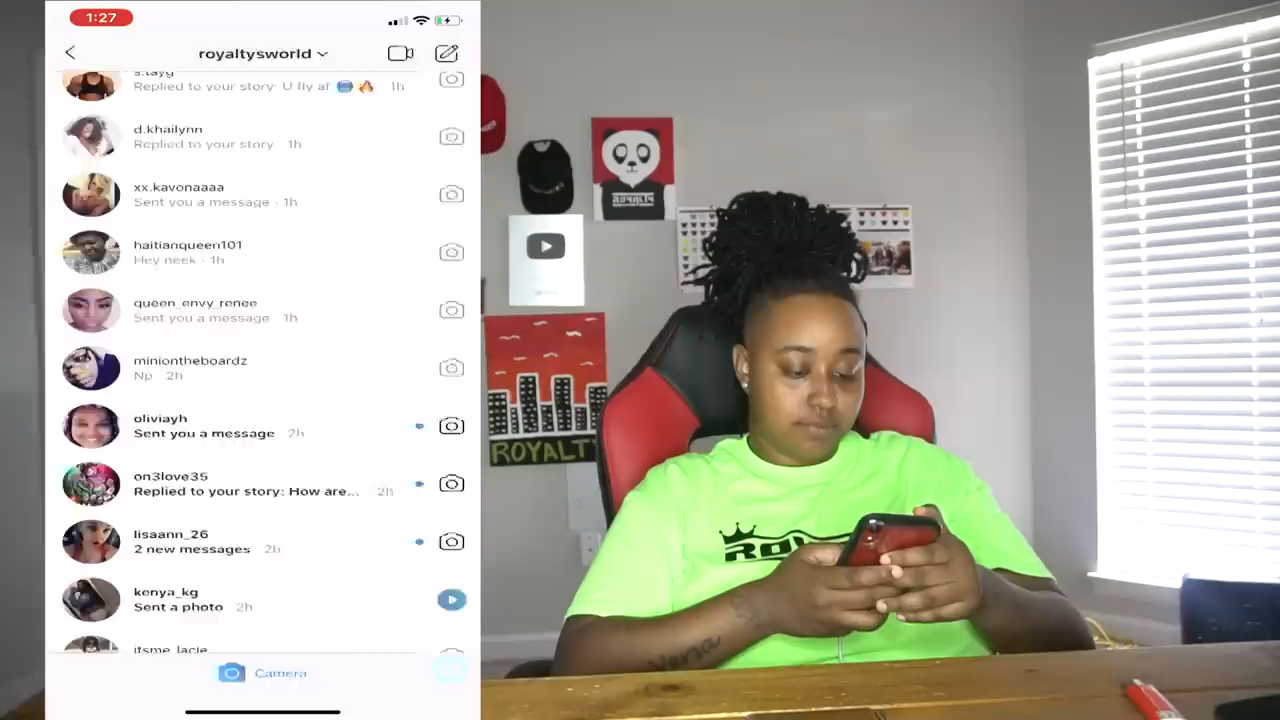 1:27
royaltysworld
s.tayg
Replied to your story: U fly af 1h
d.khailynn
Replied to your story · 1h
xx.kavonaaaa
Sent you a message · 1h
haitianqueen101
Hey neek · 1h
queen_envy_renee
Sent you a message · 1h
miniontheboardz
Np · 2h
oliviayh
Sent you a message 2h
on3love35
Replied to your story: How are... 2h
lisaann_26
2 new messages 2h
kenya_kg
Sent a photo 2h
itsme_lacie
Camera
ROYALTY
ROYALT
Versa